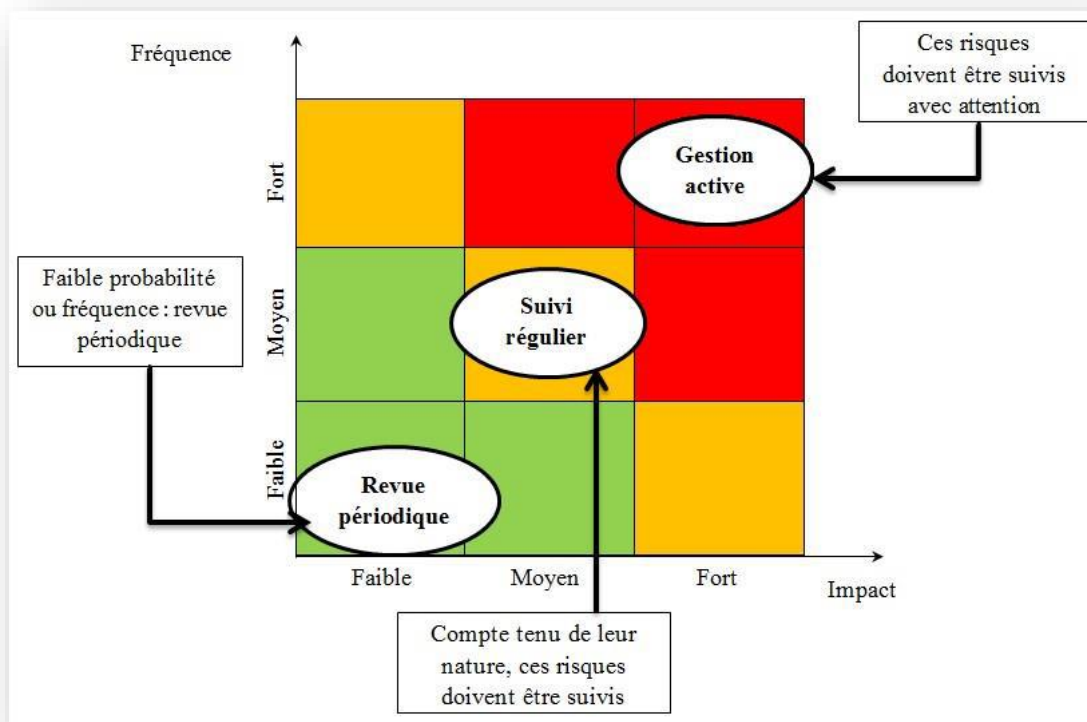 Fréquence
Ces risques
doivent être suivis
avec attention
Fort
Gestion
active
Faible probabilité
ou fréquence : revue
périodique
Moyen
Suivi
régulier
Faible
Revue
périodique
Faible
Moyen
Fort
Impact
Compte tenu de leur
nature, ces risques
doivent être suivis